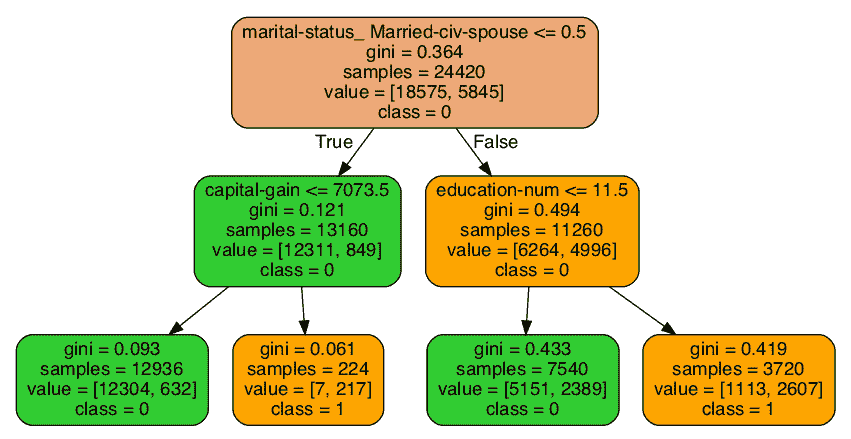 marital-status_ Married-civ-spouse <= 0.5
gini = 0.364
samples = 24420
value = [18575, 5845]
class = 0
True
False
capital-gain <= 7073.5
gini = 0.121
samples = 13160
value = [12311, 849]
class = 0
education-num <= 11.5
gini = 0.494
samples = 11260
value = [6264, 4996]
class = 0
gini = 0.093
samples = 12936
value = [12304, 632]
class = 0
gini = 0.061
samples = 224
value = [7, 217]
class = 1
gini = 0.433
samples = 7540
value = [5151, 2389]
class = 0
gini = 0.419
samples = 3720
value = [1113, 2607]
class = 1